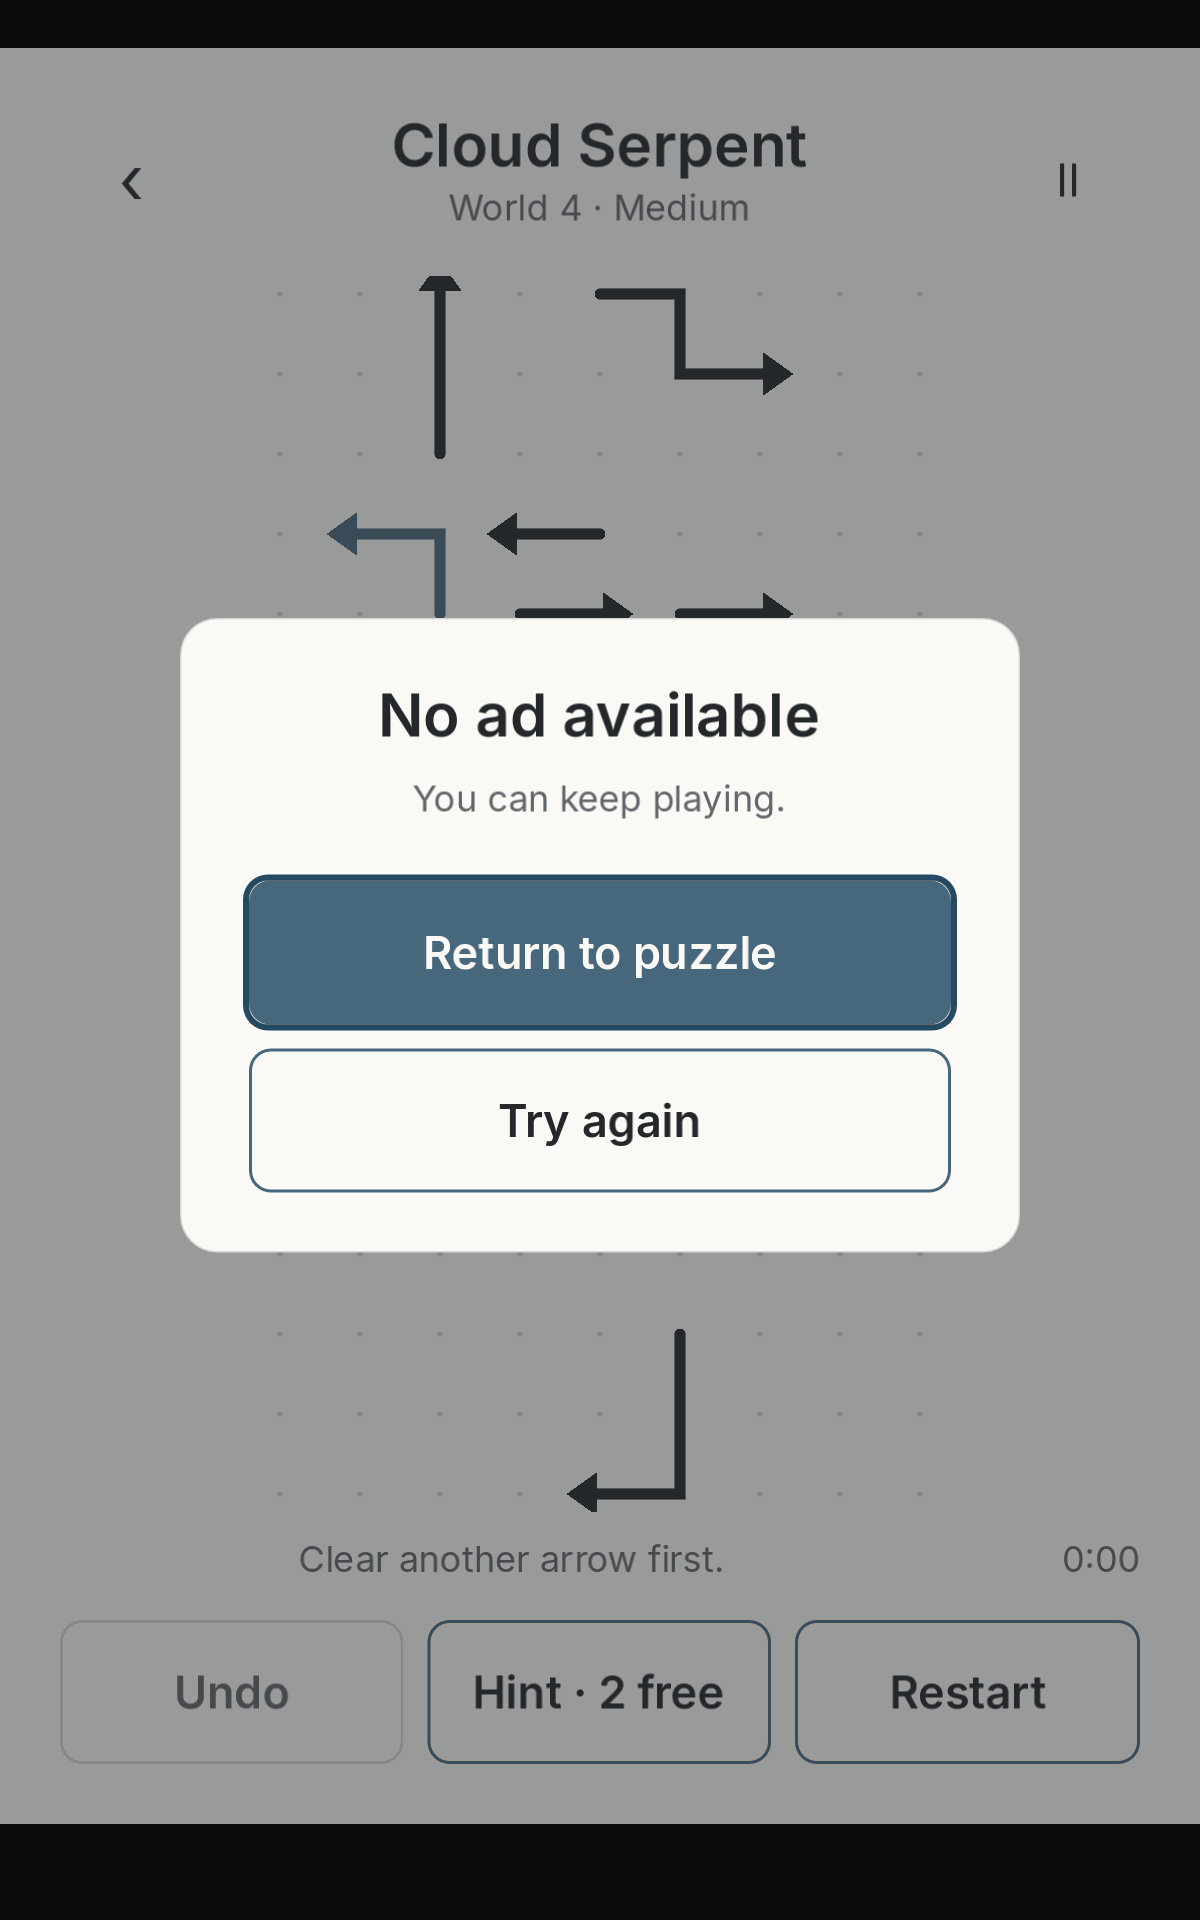 Cloud Serpent
World 4 · Medium
No ad available
You can keep playing.
Return to puzzle
Try again
Clear another arrow first.
0:00
Undo
Hint · 2 free
Restart